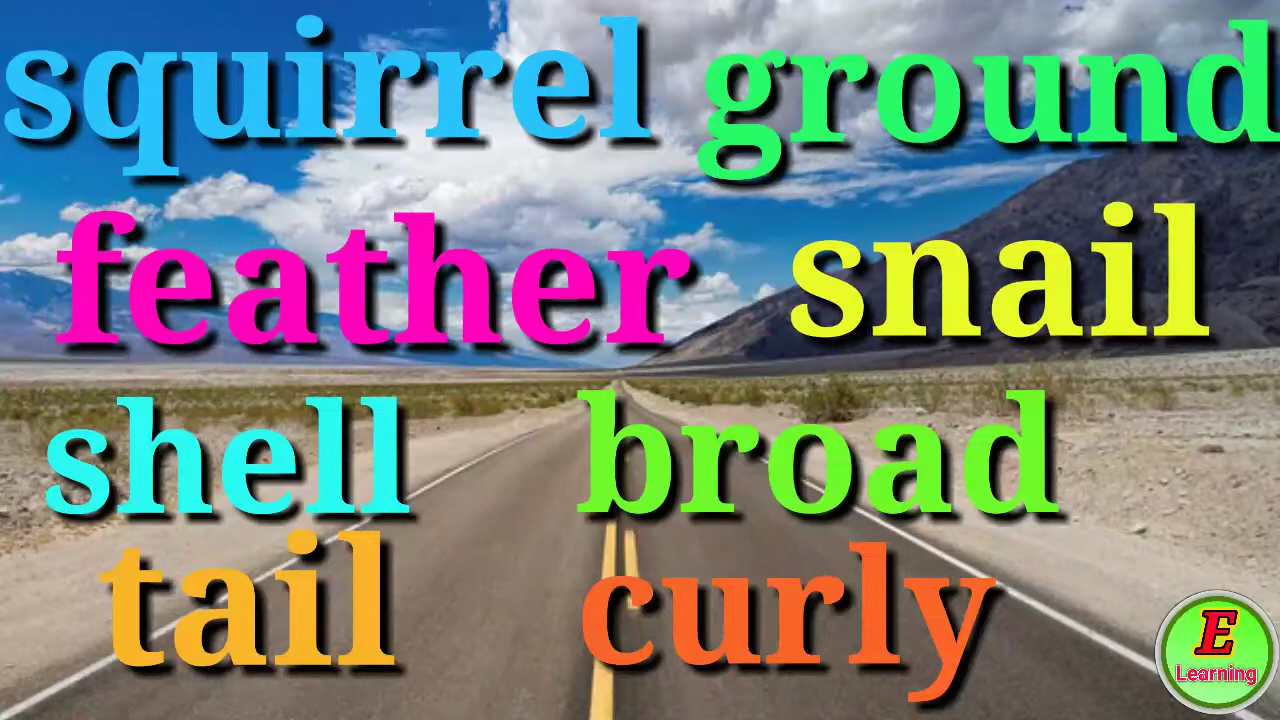 squirrel ground
feather snail
shell broad
tail curly
E
Learning